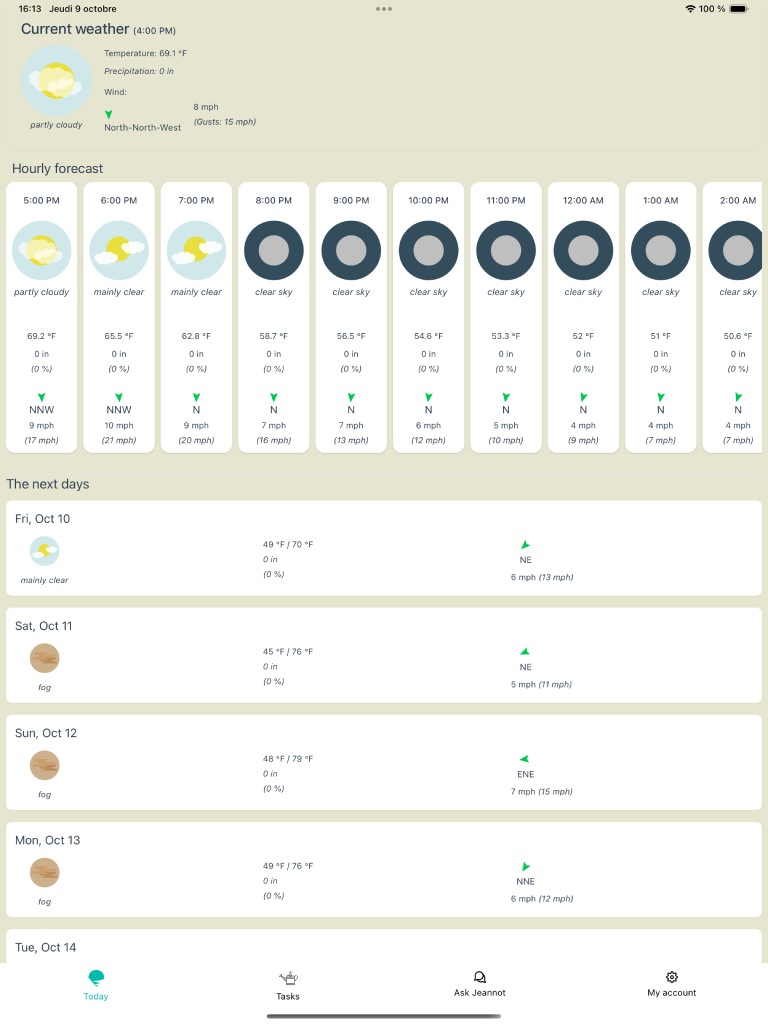 16:13 Jeudi 9 octobre
100 %
Current weather (4:00 PM)
Temperature: 69.1 °F
Precipitation: 0 in
Wind:
8 mph
(Gusts: 15 mph)
North-North-West
partly cloudy
Hourly forecast
5:00 PM 6:00 PM 7:00 PM 8:00 PM 9:00 PM 10:00 PM 11:00 PM 12:00 AM 1:00 AM 2:00 AM
partly cloudy mainly clear mainly clear clear sky clear sky clear sky clear sky clear sky clear sky clear sky
69.2 °F 65.5 °F 62.8 °F 58.7 °F 56.5 °F 54.6 °F 53.3 °F 52 °F 51 °F 50.6 °F
0 in 0 in 0 in 0 in 0 in 0 in 0 in 0 in 0 in 0 in
(0 %) (0 %) (0 %) (0 %) (0 %) (0 %) (0 %) (0 %) (0 %) (0 %)
NNW NNW N N N N N N N N
9 mph 10 mph 9 mph 7 mph 7 mph 6 mph 5 mph 4 mph 4 mph 4 mph
(17 mph) (21 mph) (20 mph) (16 mph) (13 mph) (12 mph) (10 mph) (9 mph) (7 mph) (7 mph)
The next days
Fri, Oct 10
49 °F / 70 °F
0 in
(0 %)
NE
6 mph (13 mph)
mainly clear
Sat, Oct 11
45 °F / 76 °F
0 in
(0 %)
NE
5 mph (11 mph)
fog
Sun, Oct 12
48 °F / 79 °F
0 in
(0 %)
ENE
7 mph (15 mph)
fog
Mon, Oct 13
49 °F / 76 °F
0 in
(0 %)
NNE
6 mph (12 mph)
fog
Tue, Oct 14
Today Tasks Ask Jeannot My account